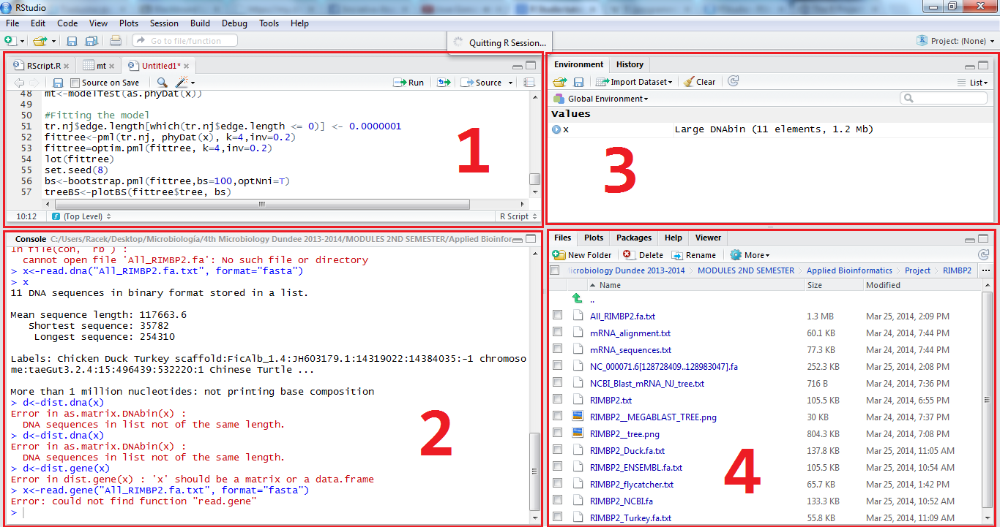 RStudio
File Edit Code View Plots Session Build Debug Tools Help
Go to file/function
Quitting R Session...
Project: (None)
RScript.R mt Untitled1*
Source on Save Run Source
48 mt<-modelTest(as.phyDat(x))
49
50 #Fitting the model
51 tr.nj$edge.length[which(tr.nj$edge.length <= 0)] <- 0.0000001
52 fittree<-pml(tr.nj, phyDat(x), k=4,inv=0.2)
53 fittree=optim.pml(fittree, k=4,inv=0.2)
54 lot(fittree)
55 set.seed(8)
56 bs<-bootstrap.pml(fittree,bs=100,optNni=T)
57 treeBS<-plotBS(fittree$tree, bs)
1
10:12 (Top Level) R Script
Console C:/Users/Racek/Desktop/Microbiología/4th Microbiology Dundee 2013-2014/MODULES 2ND SEMESTER/Applied Bioinfor
In file(con, "rb") :
cannot open file 'All_RIMBP2.fa': No such file or directory
> x<-read.dna("All_RIMBP2.fa.txt", format="fasta")
> x
11 DNA sequences in binary format stored in a list.
Mean sequence length: 117663.6
Shortest sequence: 35782
Longest sequence: 254310
Labels: Chicken Duck Turkey scaffold:FicAlb_1.4:JH603179.1:14319022:14384035:-1 chromoso
me:taeGut3.2.4:15:496439:532220:1 Chinese Turtle ...
More than 1 million nucleotides: not printing base composition
> d<-dist.dna(x)
Error in as.matrix.DNAbin(x) :
DNA sequences in list not of the same length.
> d<-dist.dna(x)
Error in as.matrix.DNAbin(x) :
DNA sequences in list not of the same length.
> d<-dist.gene(x)
Error in dist.gene(x) : 'x' should be a matrix or a data.frame
> x<-read.gene("All_RIMBP2.fa.txt", format="fasta")
Error: could not find function "read.gene"
>
2
Environment History
Import Dataset Clear List
Global Environment
Values
x Large DNAbin (11 elements, 1.2 Mb)
3
Files Plots Packages Help Viewer
New Folder Delete Rename More
icrobiology Dundee 2013-2014 MODULES 2ND SEMESTER Applied Bioinformatics Project RIMBP2 ...
Name Size Modified
..
All_RIMBP2.fa.txt 1.3 MB Mar 25, 2014, 2:09 PM
mRNA_alignment.txt 60.1 KB Mar 24, 2014, 7:44 PM
mRNA_sequences.txt 77.3 KB Mar 24, 2014, 7:44 PM
NC_000071.6[128728409..128983047].fa 252.3 KB Mar 25, 2014, 2:08 PM
NCBI_Blast_mRNA_NJ_tree.txt 716 B Mar 24, 2014, 7:36 PM
RIMBP2.txt 105.5 KB Mar 24, 2014, 6:55 PM
RIMBP2__MEGABLAST_TREE.png 30 KB Mar 24, 2014, 7:37 PM
RIMBP2__tree.png 804.3 KB Mar 24, 2014, 7:08 PM
RIMBP2_Duck.fa.txt 137.8 KB Mar 25, 2014, 11:05 AM
RIMBP2_ENSEMBL.fa.txt 105.5 KB Mar 25, 2014, 10:54 AM
RIMBP2_flycatcher.txt 65.7 KB Mar 25, 2014, 1:42 PM
RIMBP2_NCBI.fa 133.3 KB Mar 25, 2014, 10:52 AM
RIMBP2_Turkey.fa.txt 55.8 KB Mar 25, 2014, 11:09 AM
4